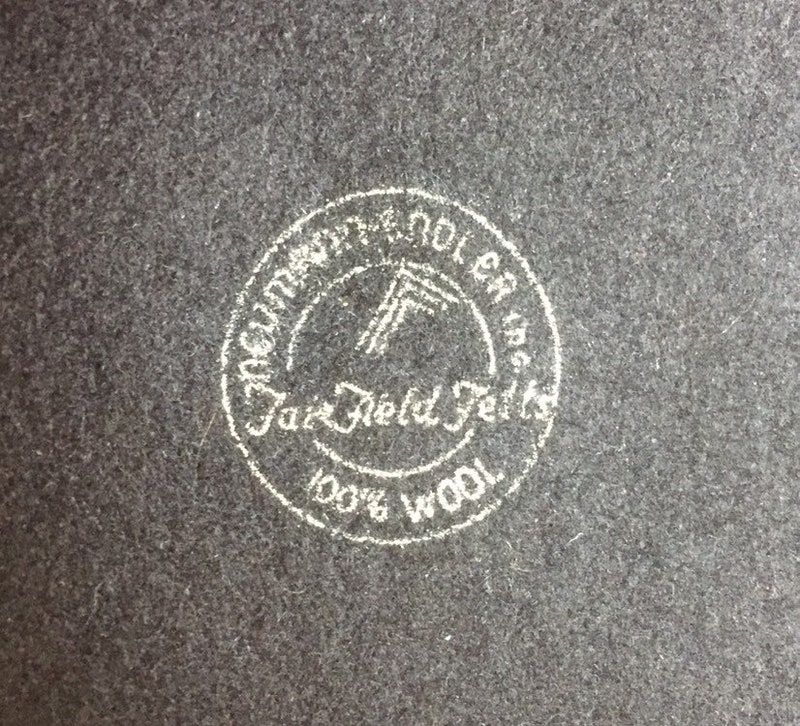 neumann-ENDLER Inc.
FairField Felts
100% WOOL